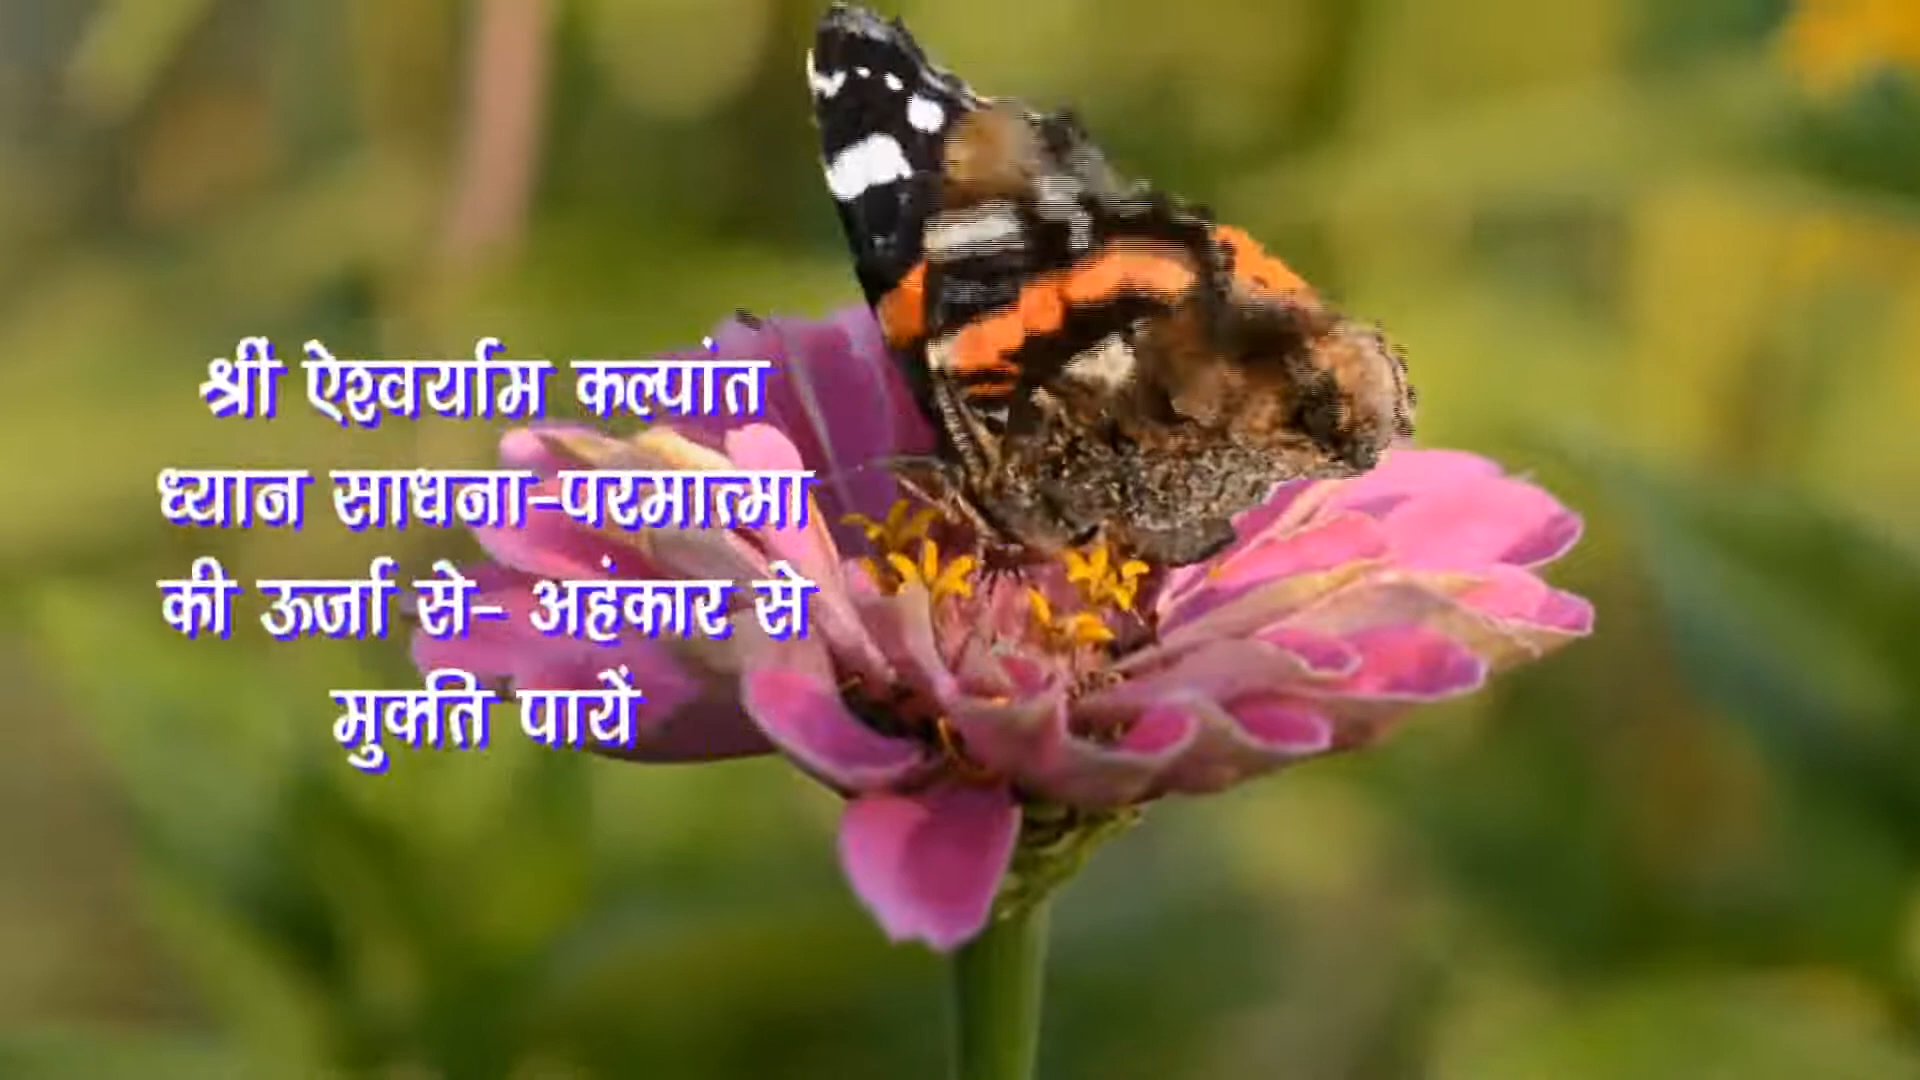 श्रीं ऐश्वर्याम कल्पांत
ध्यान साधना-परमात्मा
की ऊर्जा से- अहंकार से
मुक्ति पायें